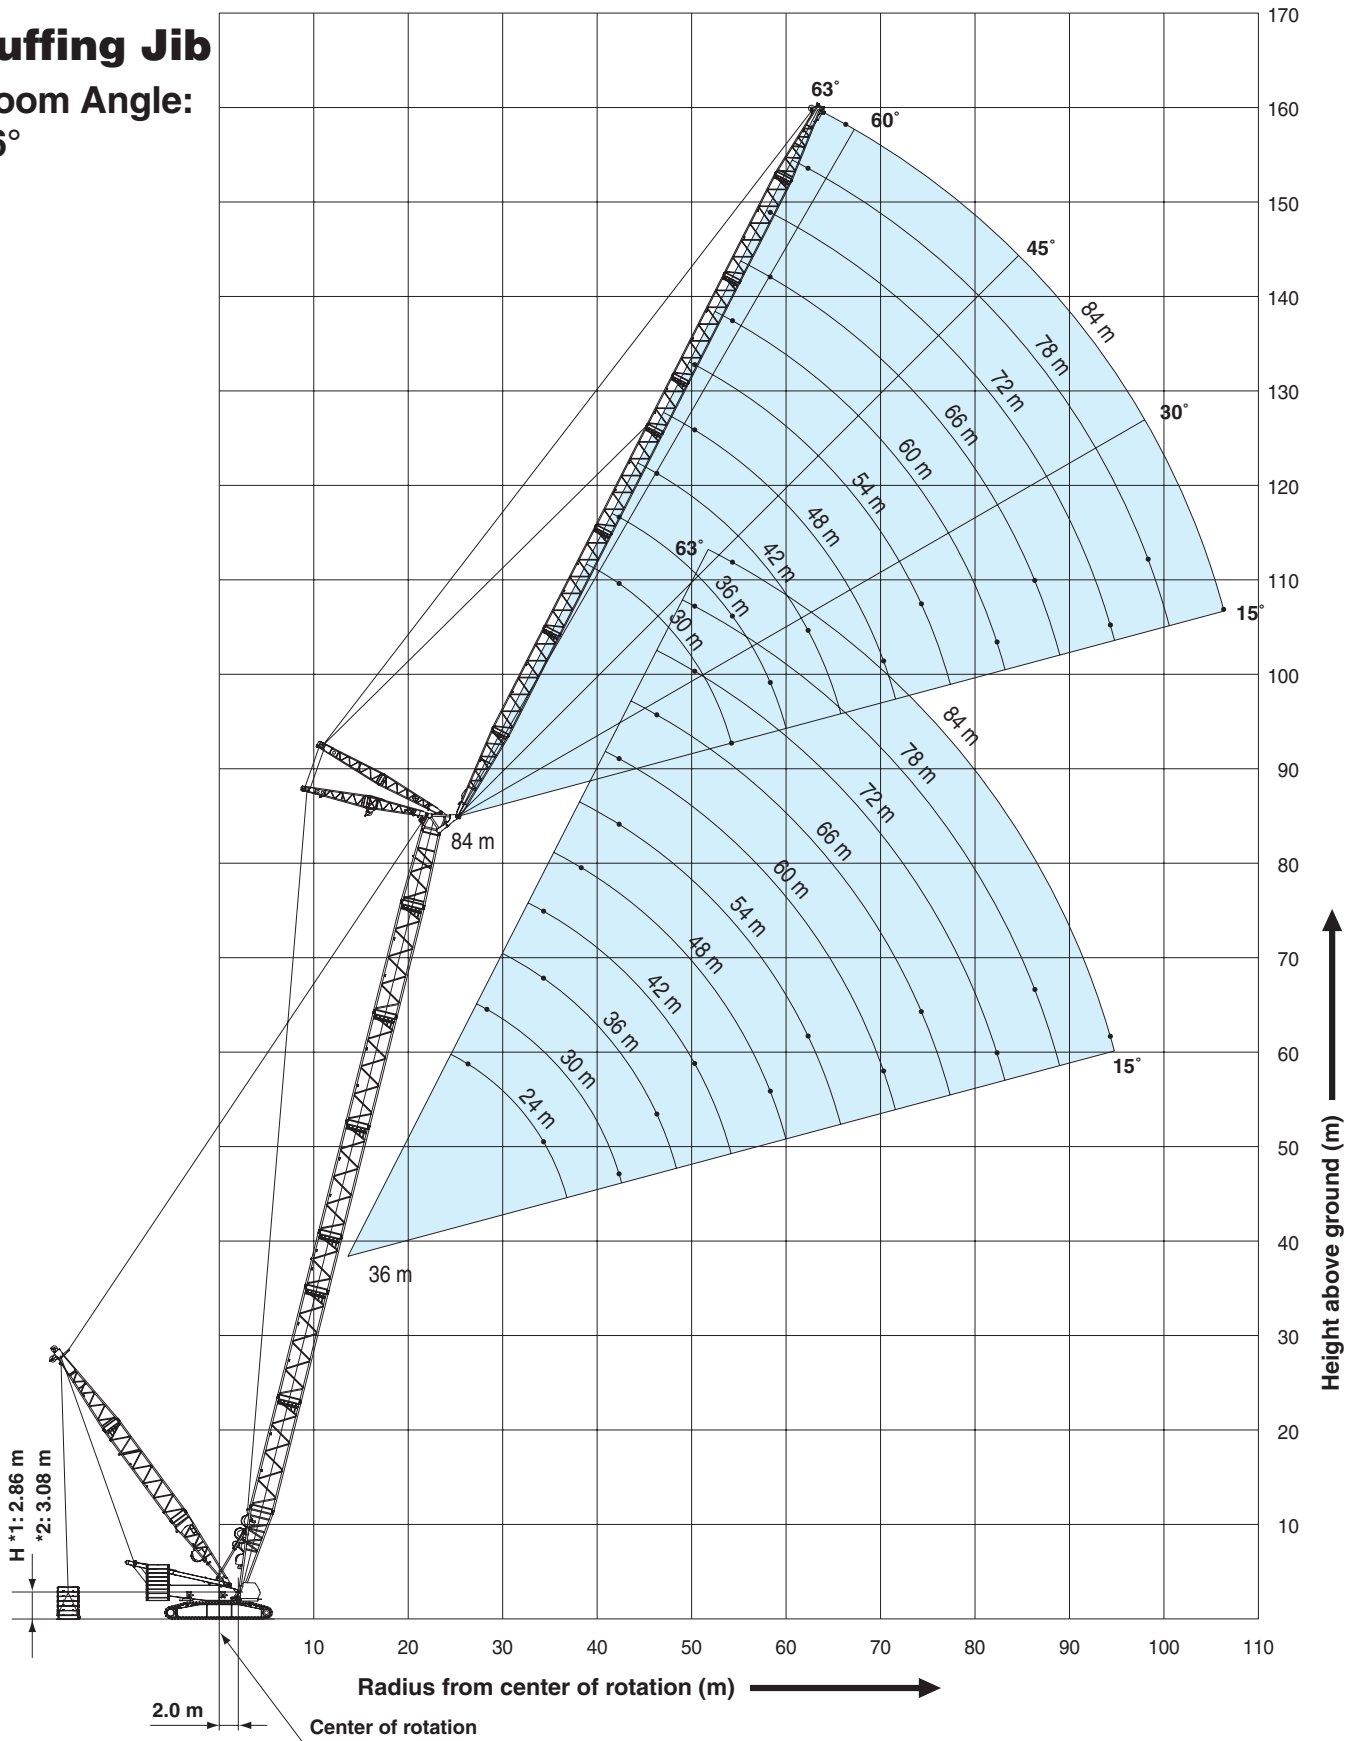 uffing Jib
oom Angle:
6°
170
160
150
140
130
120
110
100
90
80
70
60
50
40
30
20
10
63°
60°
45°
30°
15°
84 m
78 m
72 m
66 m
60 m
54 m
48 m
42 m
36 m
30 m
63°
84 m
84 m
78 m
72 m
66 m
60 m
54 m
48 m
42 m
36 m
30 m
24 m
15°
36 m
Height above ground (m)
H *1: 2.86 m
*2: 3.08 m
10 20 30 40 50 60 70 80 90 100 110
Radius from center of rotation (m)
2.0 m
Center of rotation